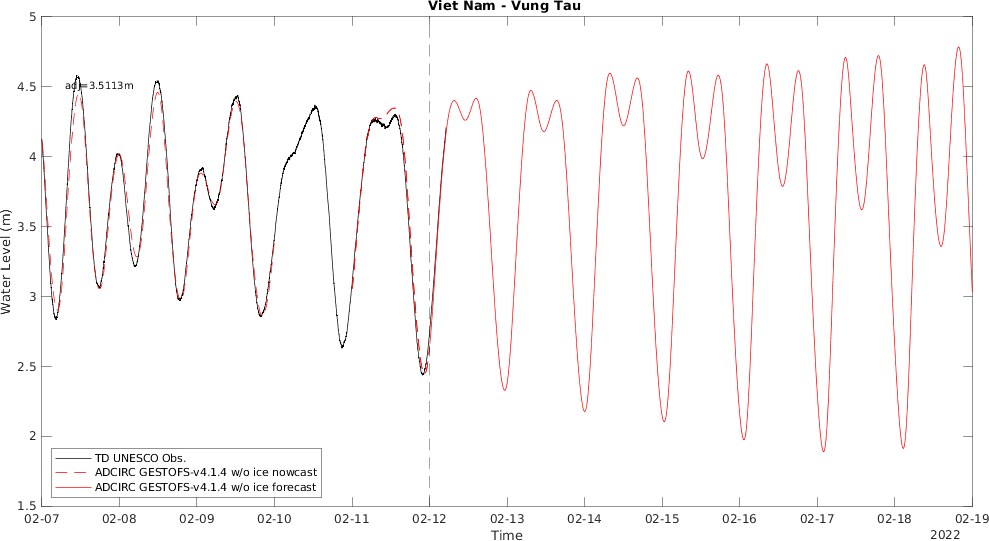 Viet Nam - Vung Tau
Water Level (m)
5
4.5
4
3.5
3
2.5
2
1.5
adj=3.5113m
TD UNESCO Obs.
ADCIRC GESTOFS-v4.1.4 w/o ice nowcast
ADCIRC GESTOFS-v4.1.4 w/o ice forecast
02-07 02-08 02-09 02-10 02-11 02-12 02-13 02-14 02-15 02-16 02-17 02-18 02-19
Time
2022